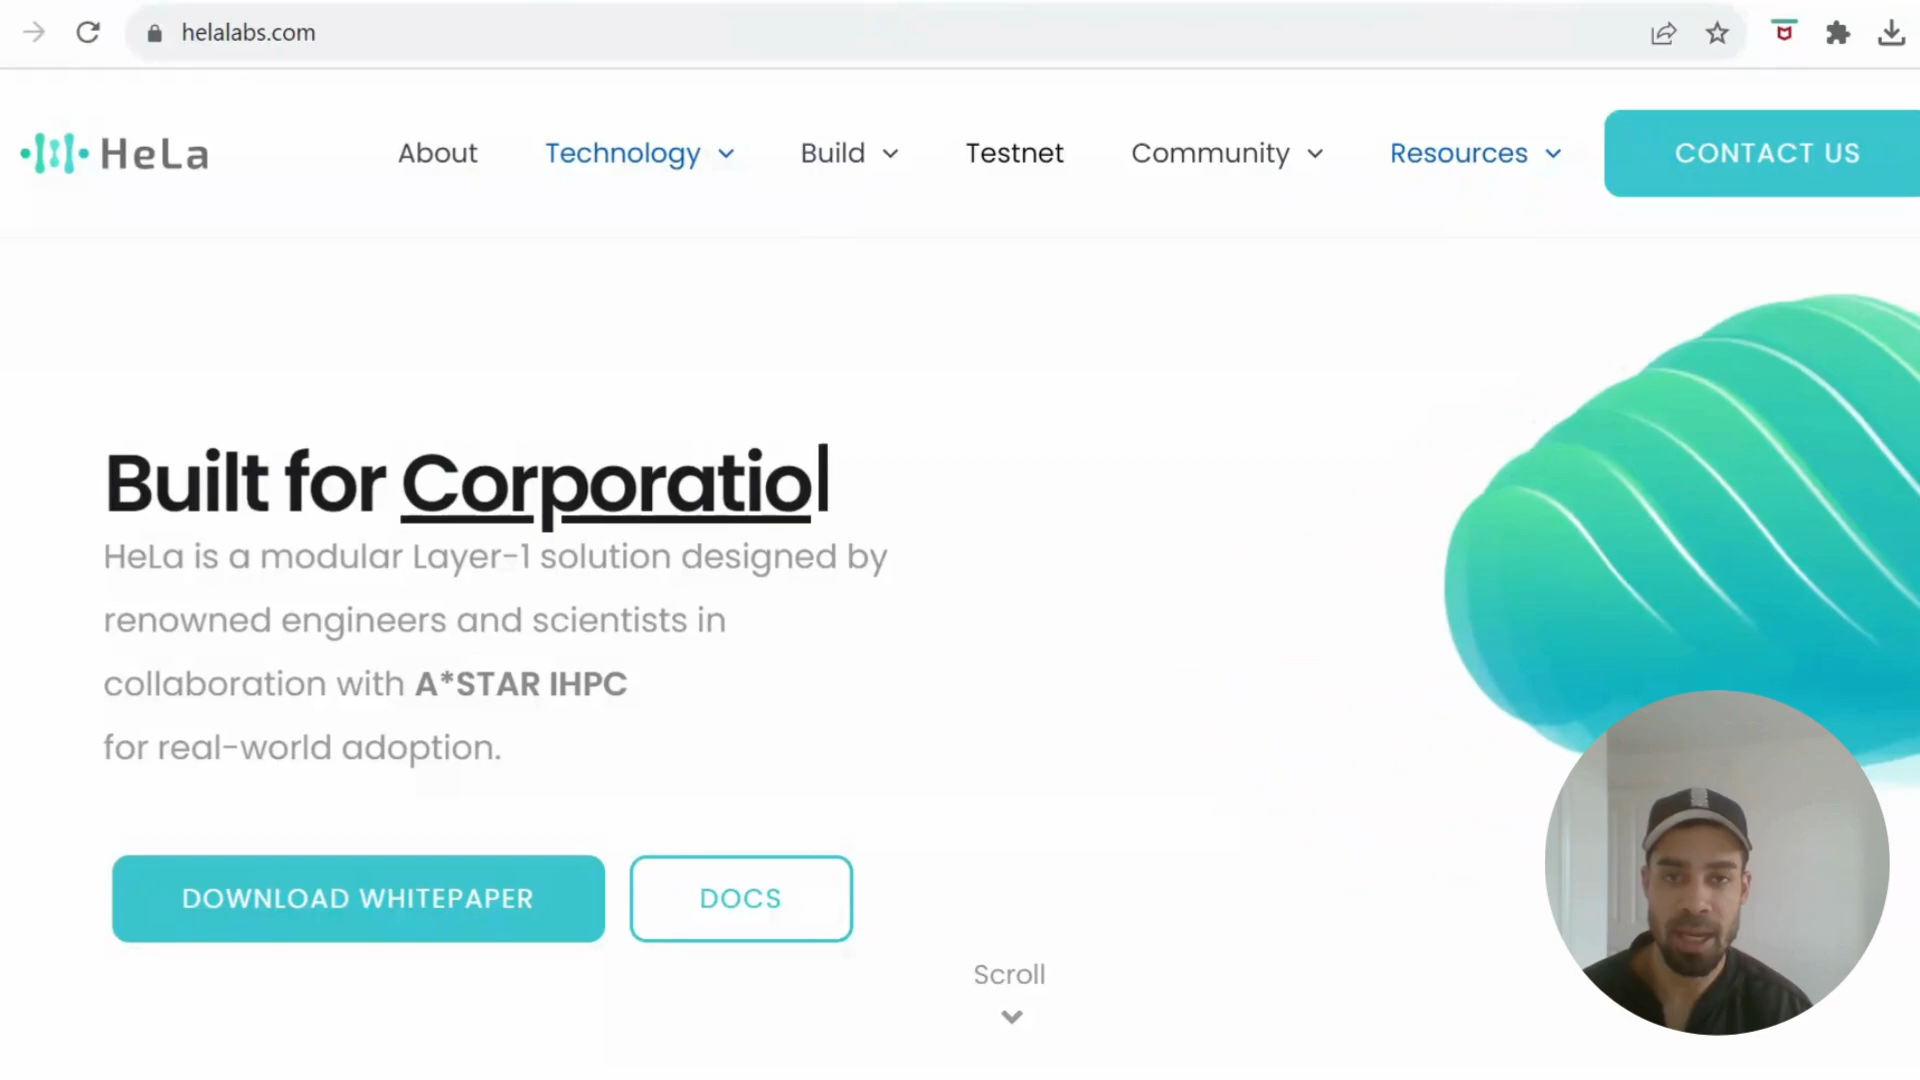 helalabs.com
HeLa
About
Technology
Build
Testnet
Community
Resources
CONTACT US
Built for Corporatio
HeLa is a modular Layer-1 solution designed by
renowned engineers and scientists in
collaboration with A*STAR IHPC
for real-world adoption.
DOWNLOAD WHITEPAPER
DOCS
Scroll